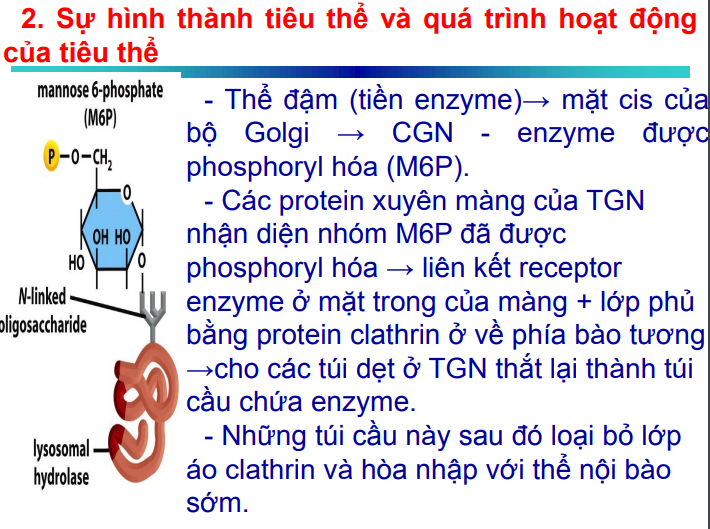 2. Sự hình thành tiêu thể và quá trình hoạt động
của tiêu thể
mannose 6-phosphate
(M6P)
P-O-CH2
O
OH HO
HO
O
N-linked
oligosaccharide
lysosomal
hydrolase
- Thể đậm (tiền enzyme)→ mặt cis của
bộ Golgi → CGN - enzyme được
phosphoryl hóa (M6P).
- Các protein xuyên màng của TGN
nhận diện nhóm M6P đã được
phosphoryl hóa → liên kết receptor
enzyme ở mặt trong của màng + lớp phủ
bằng protein clathrin ở về phía bào tương
→cho các túi dẹt ở TGN thắt lại thành túi
cầu chứa enzyme.
- Những túi cầu này sau đó loại bỏ lớp
áo clathrin và hòa nhập với thể nội bào
sớm.